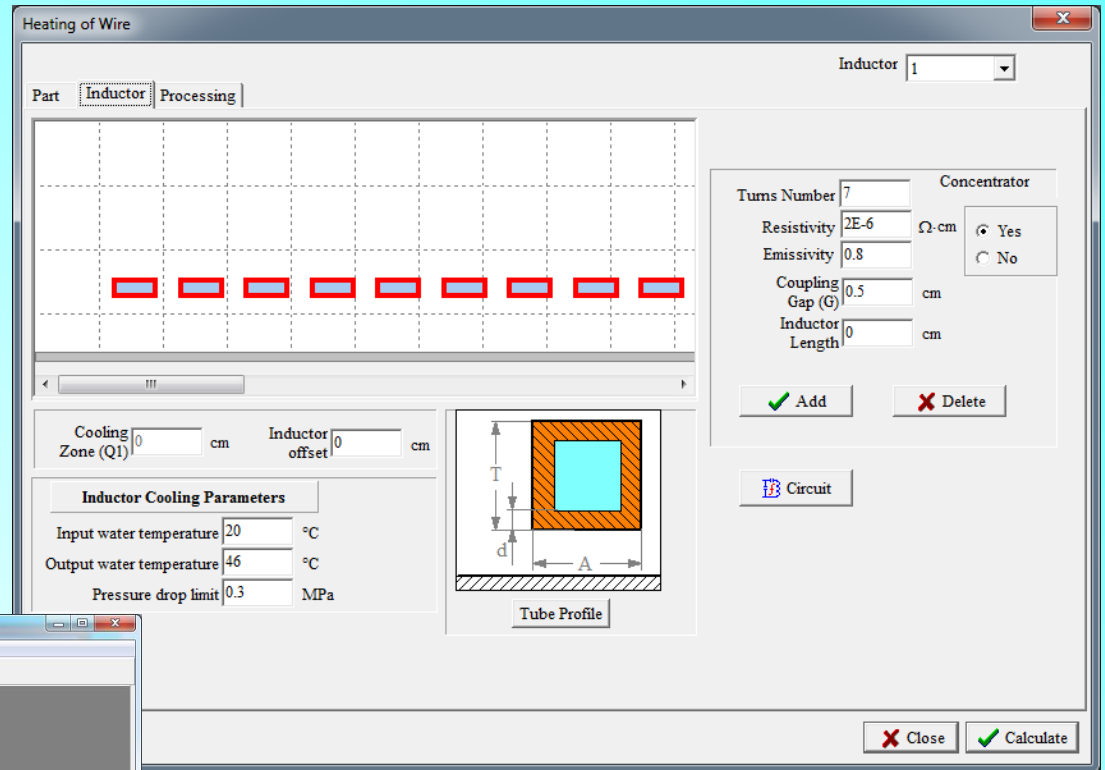 Heating of Wire
Inductor 1
Part Inductor Processing
Turns Number 7 Concentrator
Resistivity 2E-6 Ω·cm Yes
Emissivity 0.8 No
Coupling
Gap (G) 0.5 cm
Inductor
Length 0 cm
Add Delete
Cooling
Zone (Q1) 0 cm
Inductor
offset 0 cm
Inductor Cooling Parameters
Input water temperature 20 °C
Output water temperature 46 °C
Pressure drop limit 0.3 MPa
T
d
A
Tube Profile
Circuit
Close Calculate